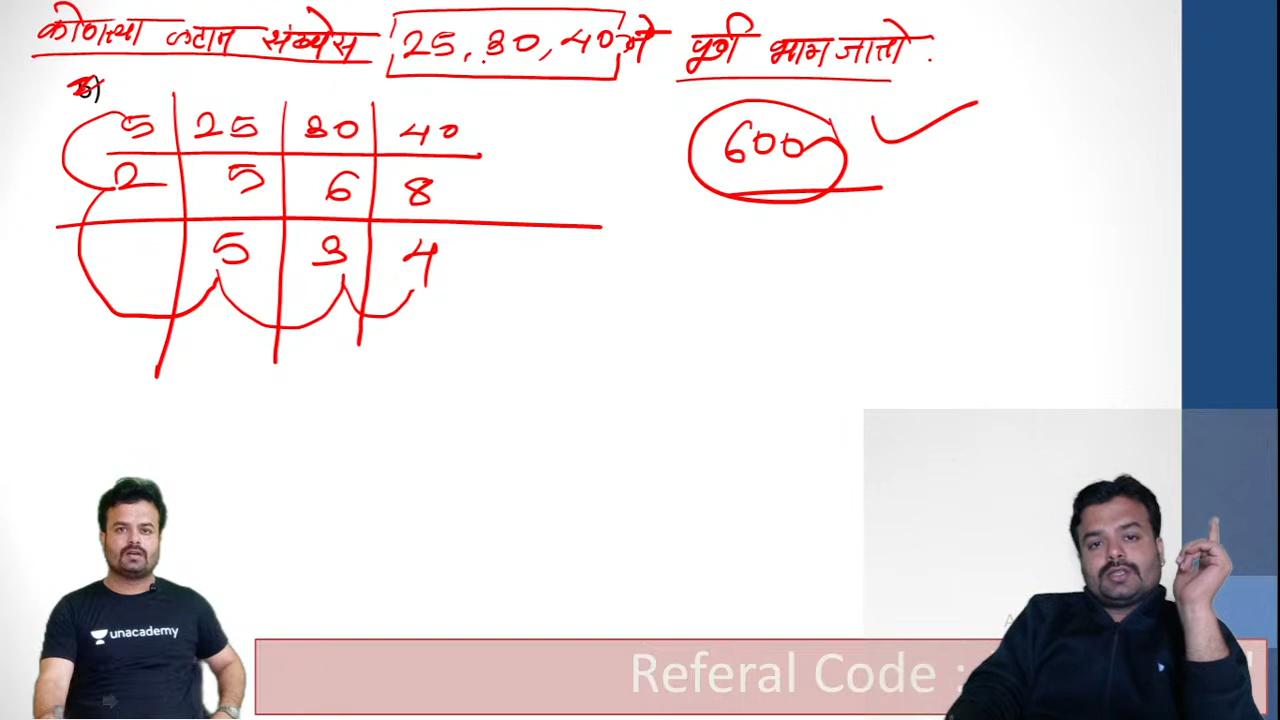 कोणत्या लहान संख्येस 25, 30, 40 ने पूर्ण भाग जातो.
5 25 30 40
2 5 6 8
5 3 4
600
unacademy
Referal Code :